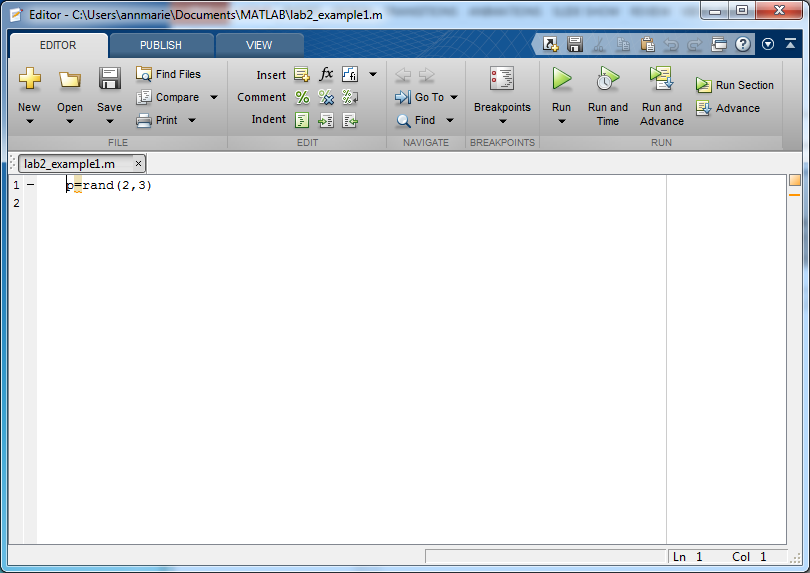 Editor - C:\Users\annmarie\Documents\MATLAB\lab2_example1.m
EDITOR PUBLISH VIEW
New
Open
Save
Find Files
Compare
Print
FILE
Insert
Comment
Indent
EDIT
Go To
Find
NAVIGATE
Breakpoints
BREAKPOINTS
Run
Run and
Time
Run and
Advance
Run Section
Advance
RUN
lab2_example1.m
1 p=rand(2,3)
2
Ln 1 Col 1